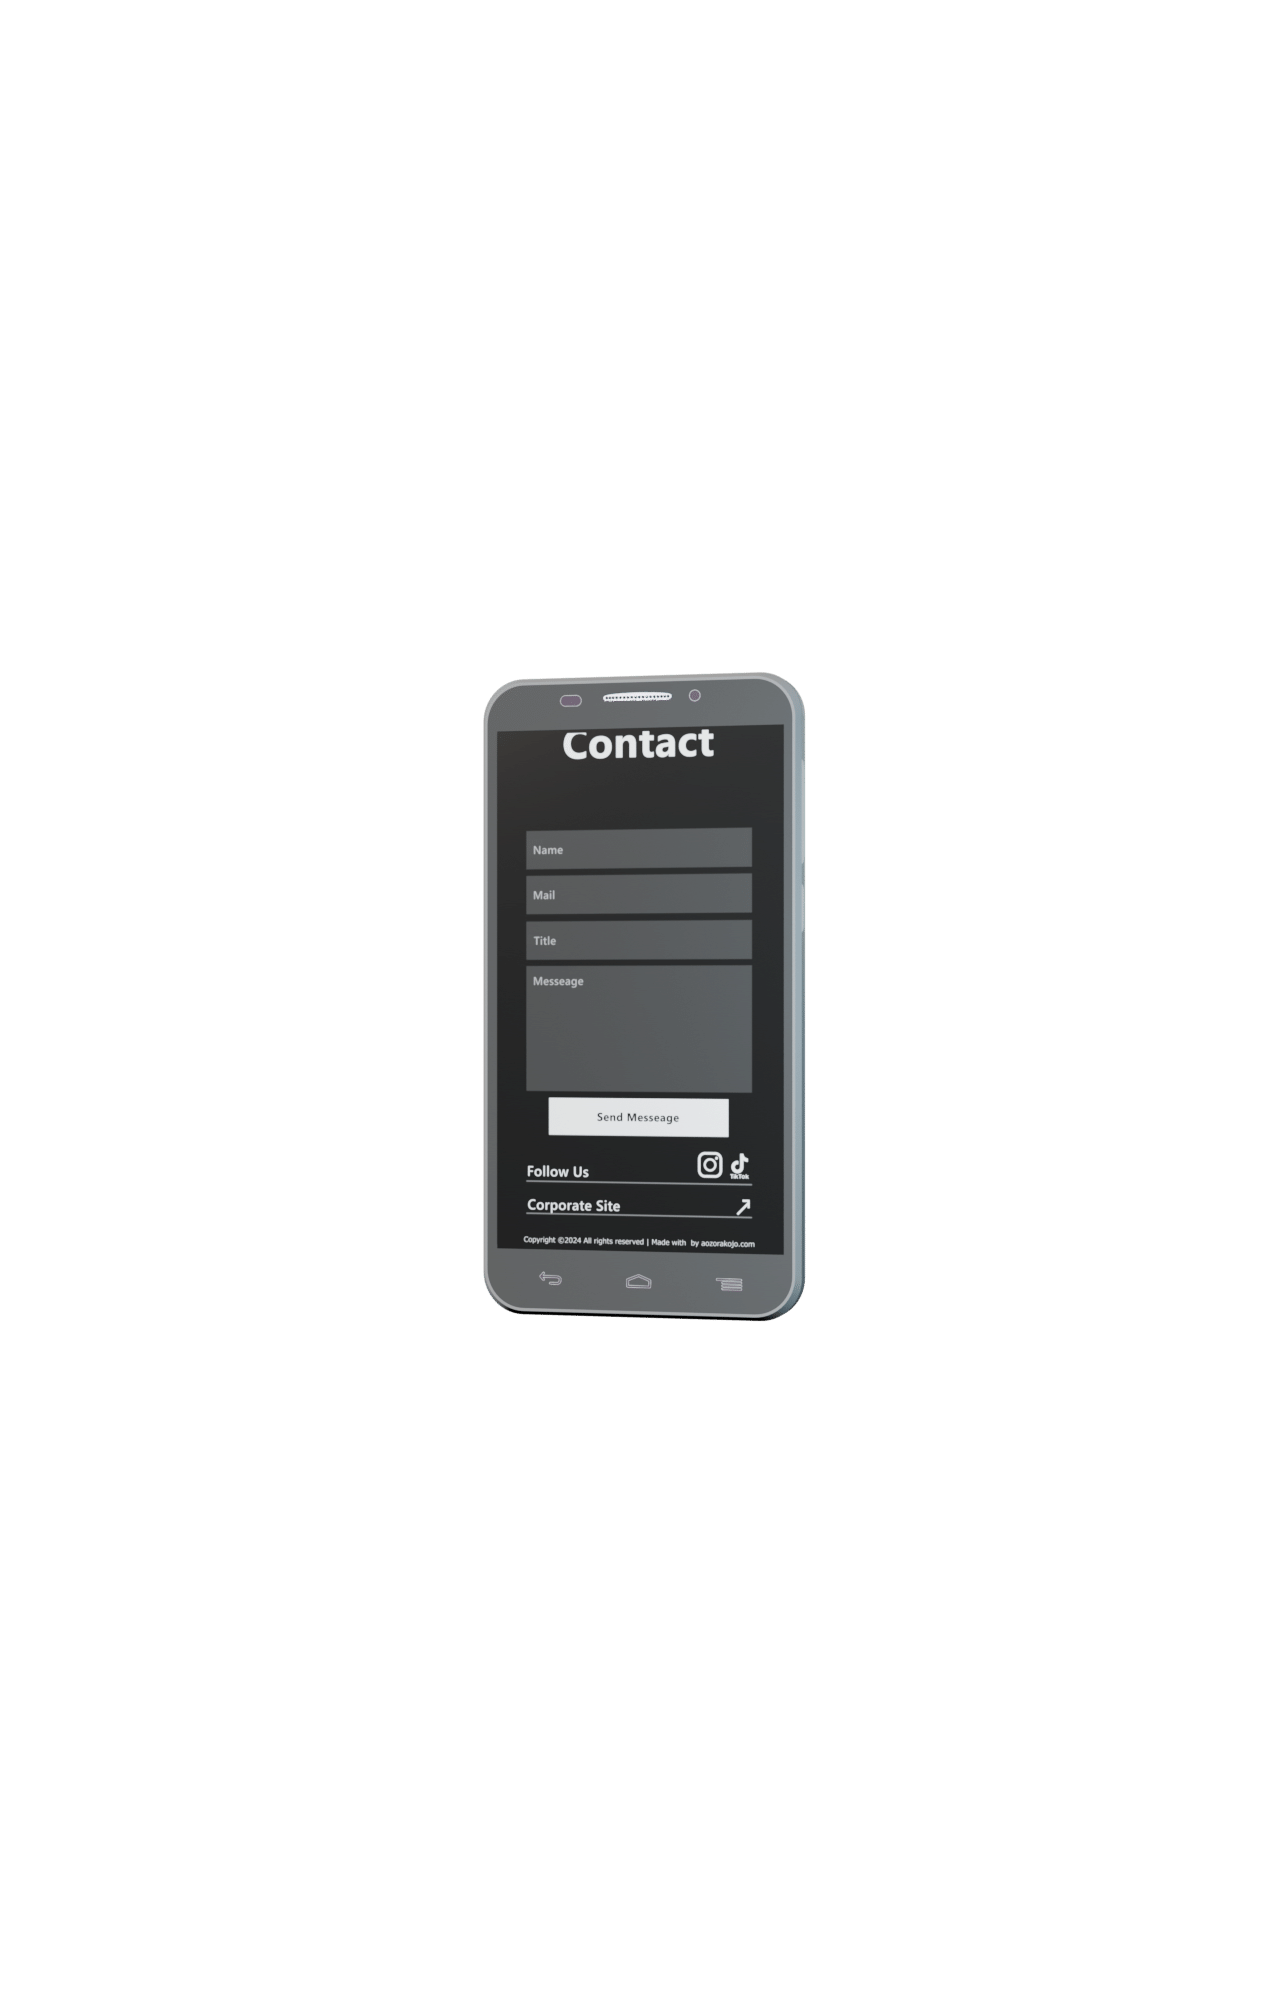 Contact
Name
Mail
Title
Messeage
Send Messeage
Follow Us
TikTok
Corporate Site
Copyright ©2024 All rights reserved | Made with by aozorakojo.com